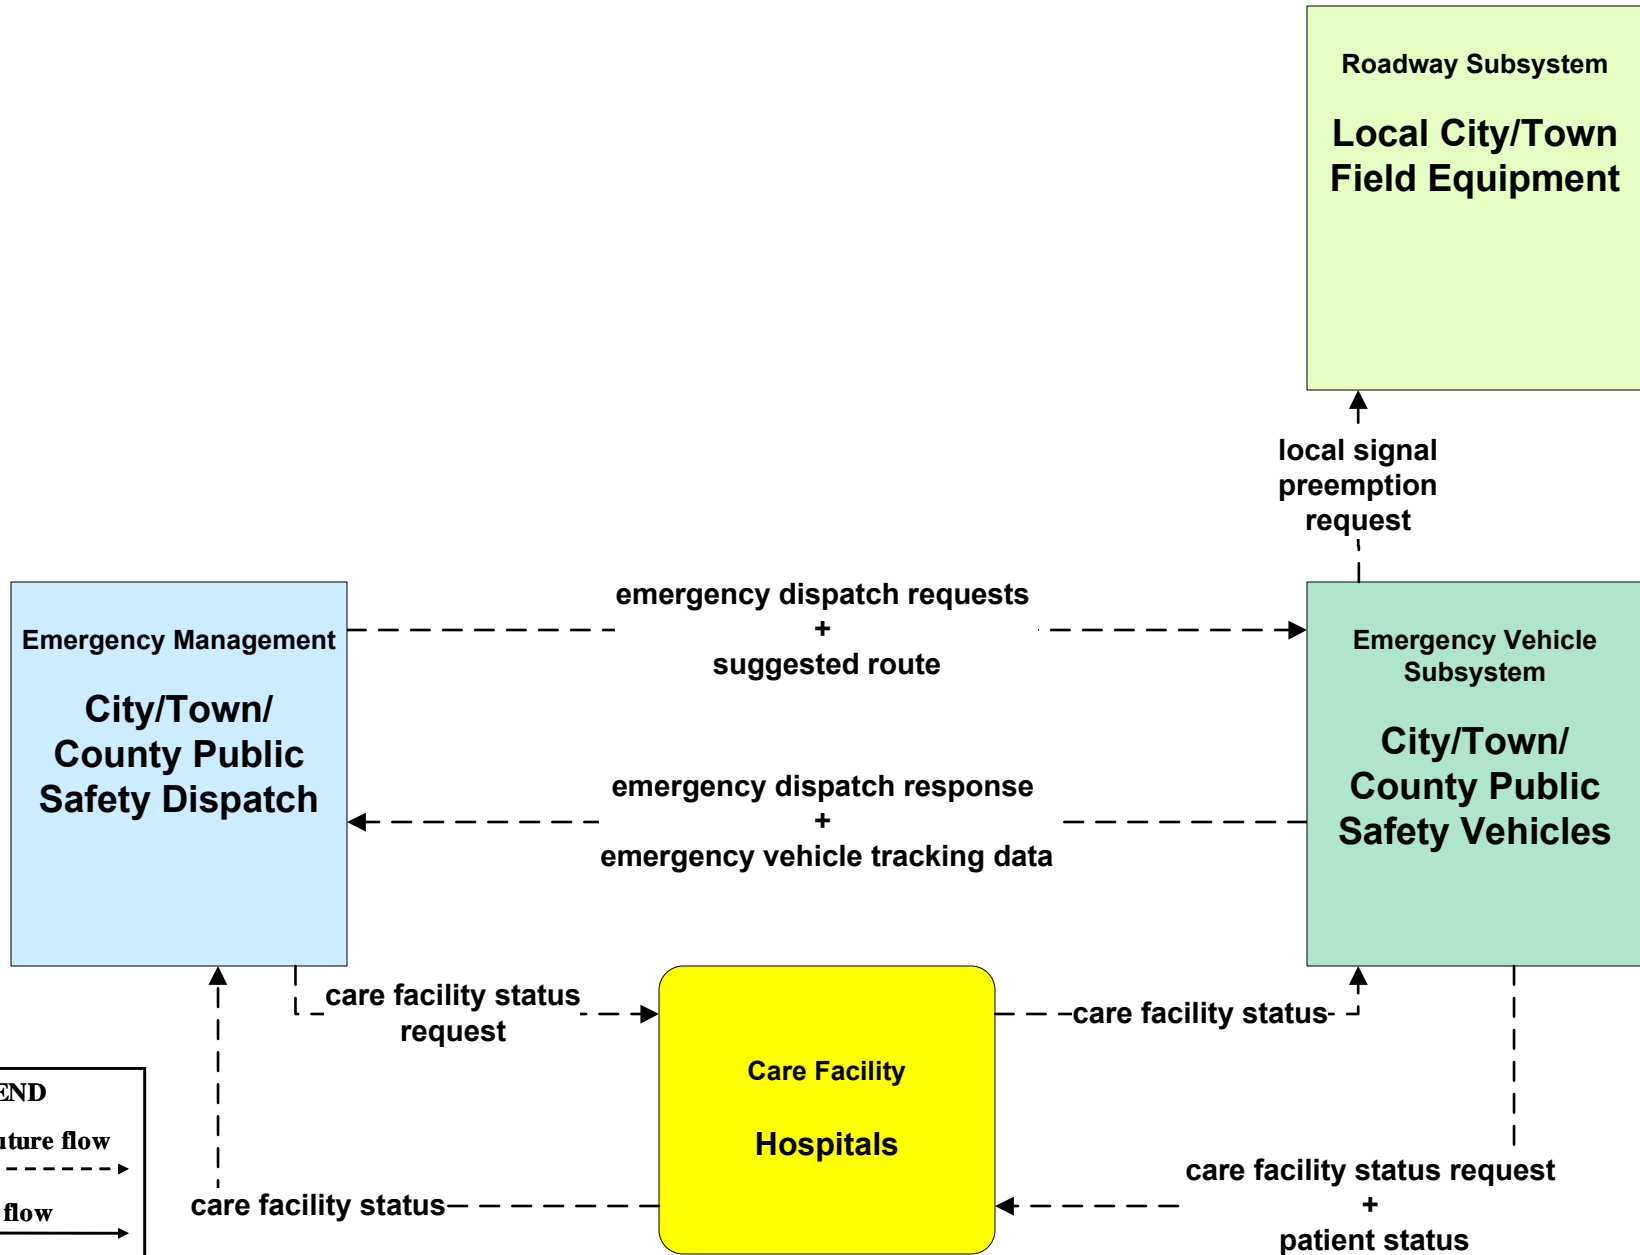 Roadway Subsystem
Local City/Town
Field Equipment
local signal
preemption
request
emergency dispatch requests
+
suggested route
Emergency Management
City/Town/
County Public
Safety Dispatch
Emergency Vehicle
Subsystem
City/Town/
County Public
Safety Vehicles
emergency dispatch response
+
emergency vehicle tracking data
care facility status
request
care facility status
Care Facility
Hospitals
care facility status
care facility status request
+
patient status
END
uture flow
flow